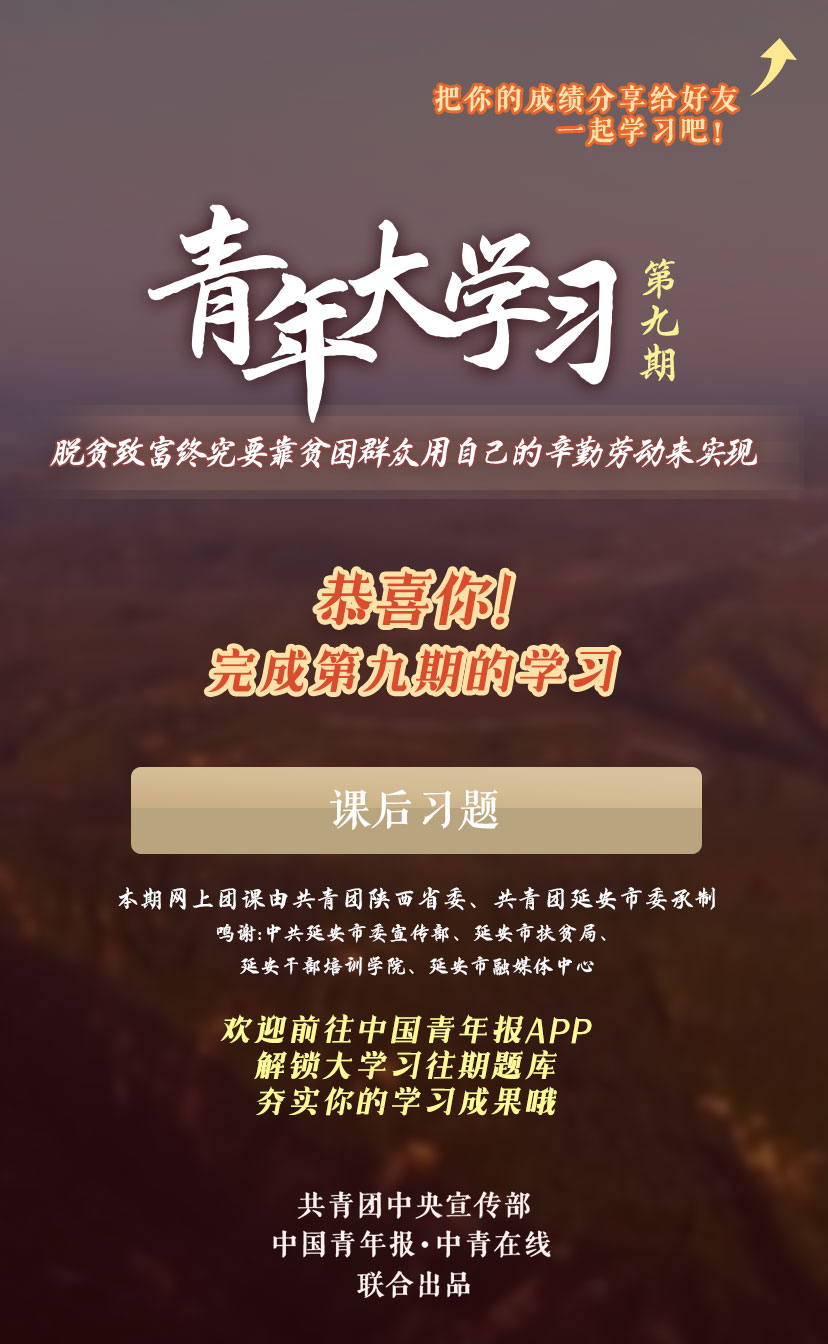 把你的成绩分享给好友
一起学习吧!
青年大学习
第九期
脱贫致富终究要靠贫困群众用自己的辛勤劳动来实现
恭喜你!
完成第九期的学习
课后习题
本期网上团课由共青团陕西省委、共青团延安市委承制
鸣谢:中共延安市委宣传部、延安市扶贫局、
延安干部培训学院、延安市融媒体中心
欢迎前往中国青年报APP
解锁大学习往期题库
夯实你的学习成果哦
共青团中央宣传部
中国青年报·中青在线
联合出品